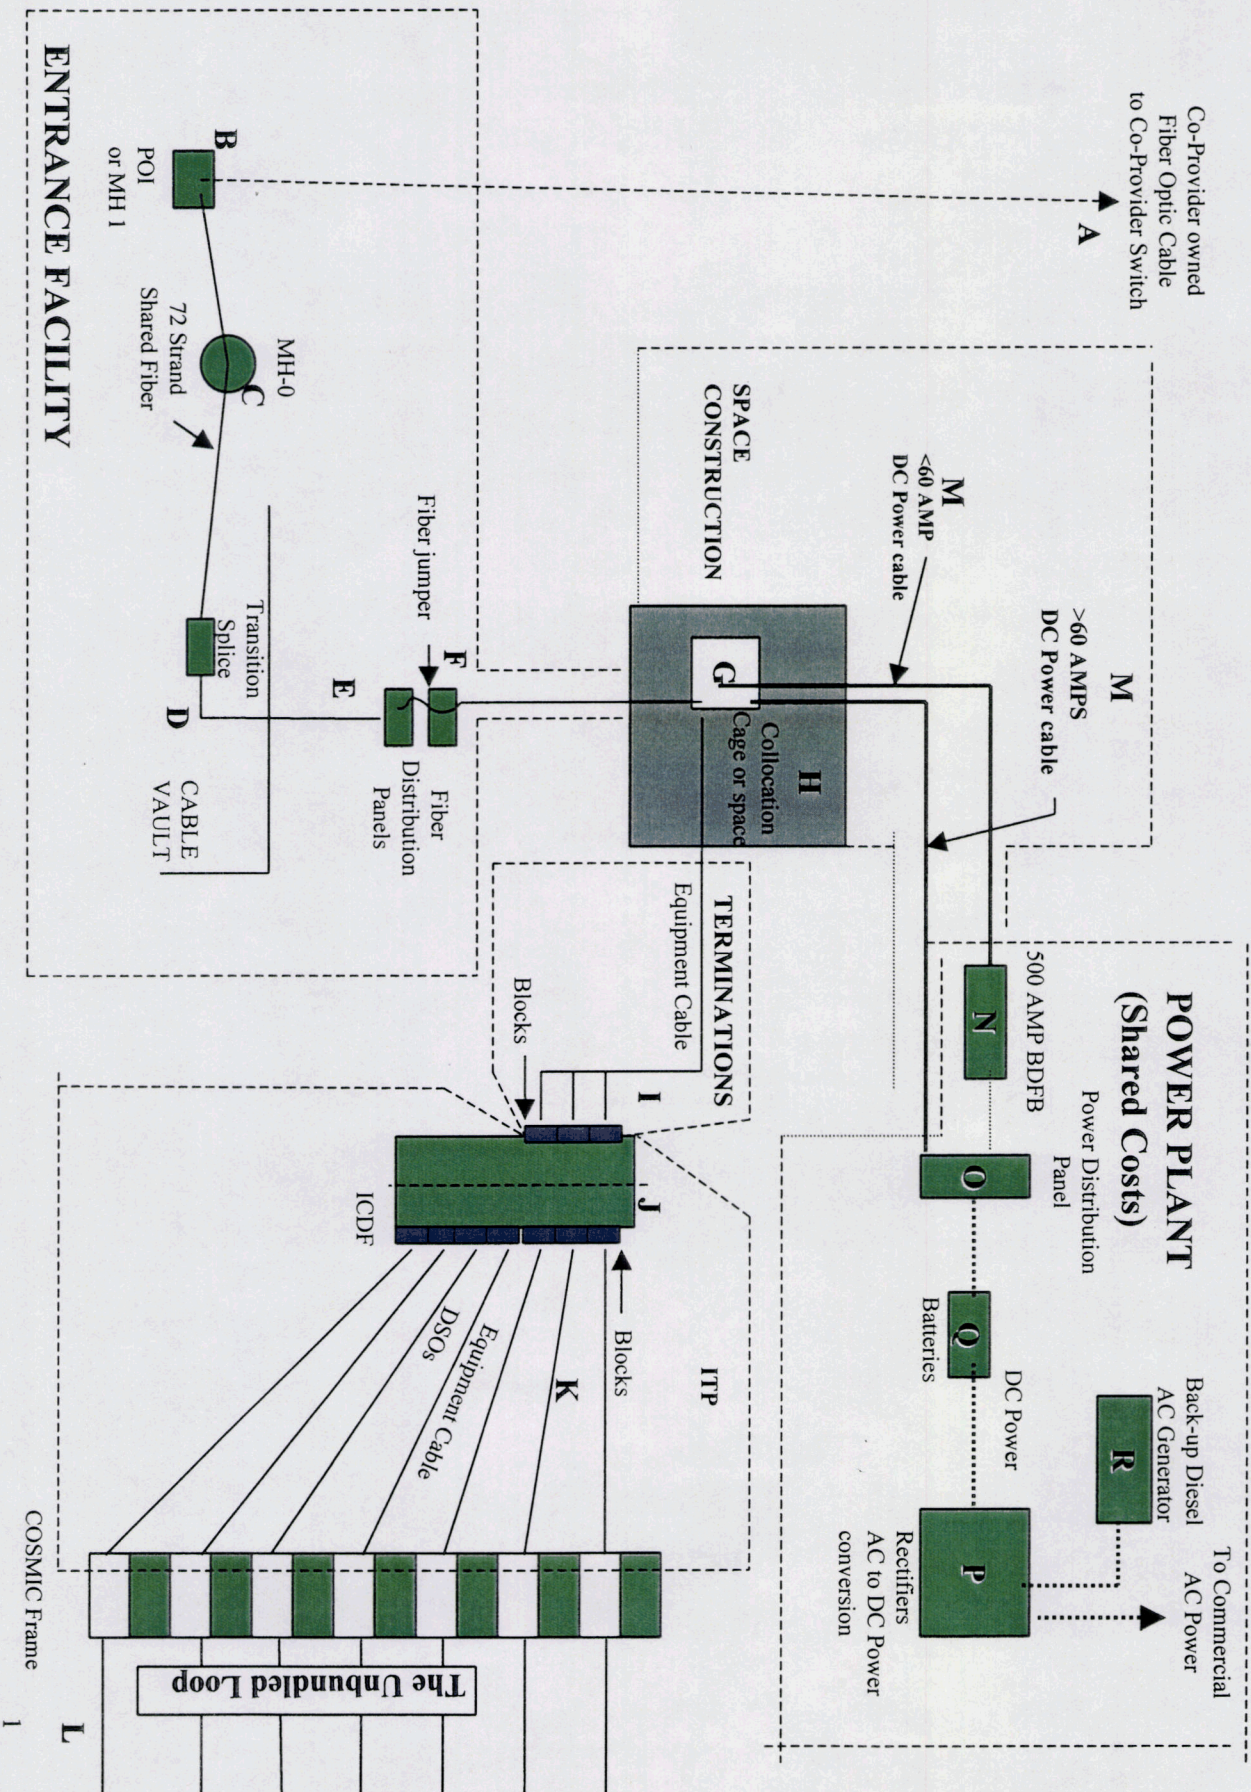 Co-Provider owned
Fiber Optic Cable
to Co-Provider Switch
A
B
POI
or MH 1
MH-0
C
72 Strand
Shared Fiber
ENTRANCE FACILITY
Transition
Splice
D
CABLE
VAULT
E
F
Fiber jumper
Fiber
Distribution
Panels
SPACE
CONSTRUCTION
G
H
Collocation
Cage or space
M
<60 AMP
DC Power cable
M
>60 AMPS
DC Power cable
POWER PLANT
(Shared Costs)
500 AMP BDFB
N
Power Distribution
Panel
O
Q
Batteries
DC Power
Back-up Diesel
AC Generator
R
To Commercial
AC Power
P
Rectifiers
AC to DC Power
conversion
TERMINATIONS
Equipment Cable
Blocks
I
J
ICDF
Blocks
ITP
K
Equipment Cable
DSOs
COSMIC Frame
The Unbundled Loop
L
1